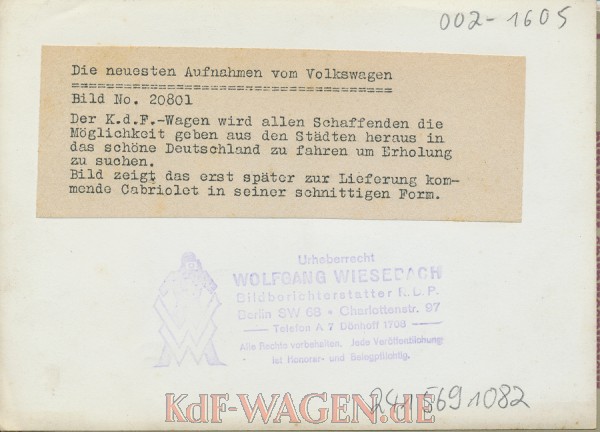 002-1605
Die neuesten Aufnahmen vom Volkswagen
=====================================
Bild No. 20801
Der K.d.F.-Wagen wird allen Schaffenden die
Möglichkeit geben aus den Städten heraus in
das schöne Deutschland zu fahren um Erholung
zu suchen.
Bild zeigt das erst später zur Lieferung kom-
mende Cabriolet in seiner schnittigen Form.
Urheberrecht
WOLFGANG WIESEBACH
Bildberichterstatter R.D.P.
Berlin SW 68 • Charlottenstr. 97
Telefon A 7 Dönhoff 1708
Alle Rechte vorbehalten. Jede Veröffentlichung
ist Honorar- und Belegpflichtig.
WW
241 5691082
KdF-WAGEN.de